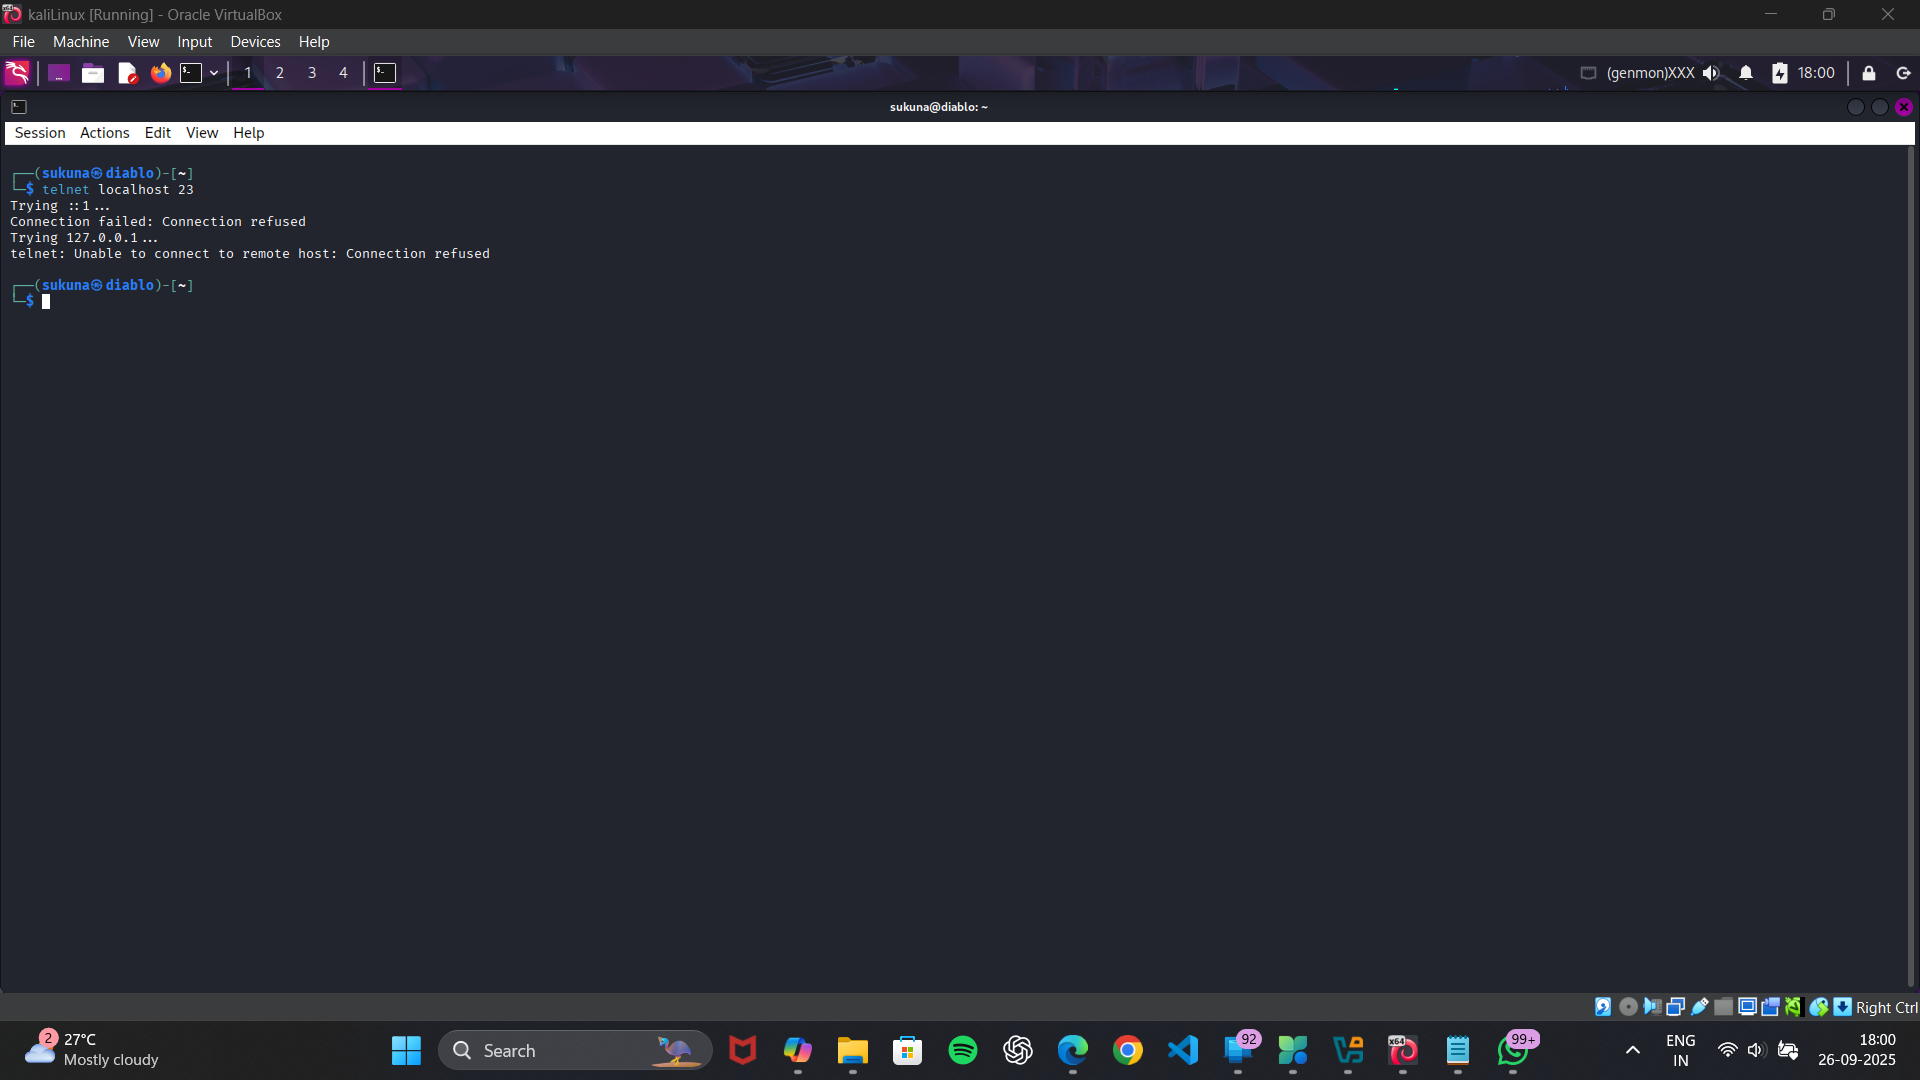 kaliLinux [Running] - Oracle VirtualBox
File Machine View Input Devices Help
1 2 3 4 (genmon)XXX 18:00
sukuna@diablo: ~
Session Actions Edit View Help
┌──(sukuna㉿diablo)-[~]
└─$ telnet localhost 23
Trying ::1...
Connection failed: Connection refused
Trying 127.0.0.1...
telnet: Unable to connect to remote host: Connection refused
┌──(sukuna㉿diablo)-[~]
└─$
Right Ctrl
2 27°C
Mostly cloudy
Search
92
99+
ENG
IN
18:00
26-09-2025